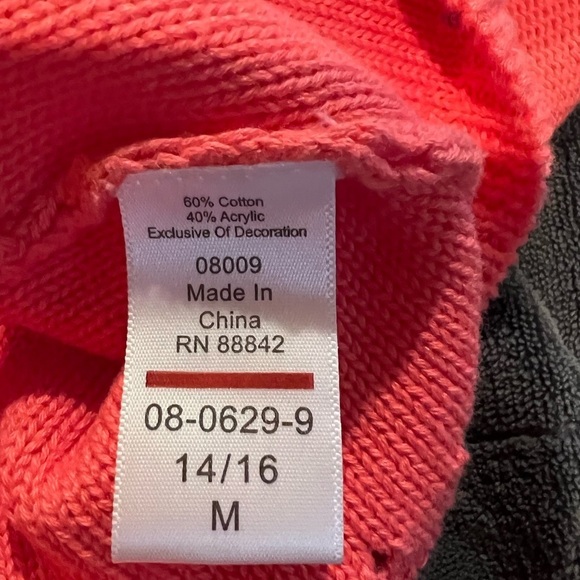 60% Cotton
40% Acrylic
Exclusive Of Decoration
08009
Made In
China
RN 88842
08-0629-9
14/16
M